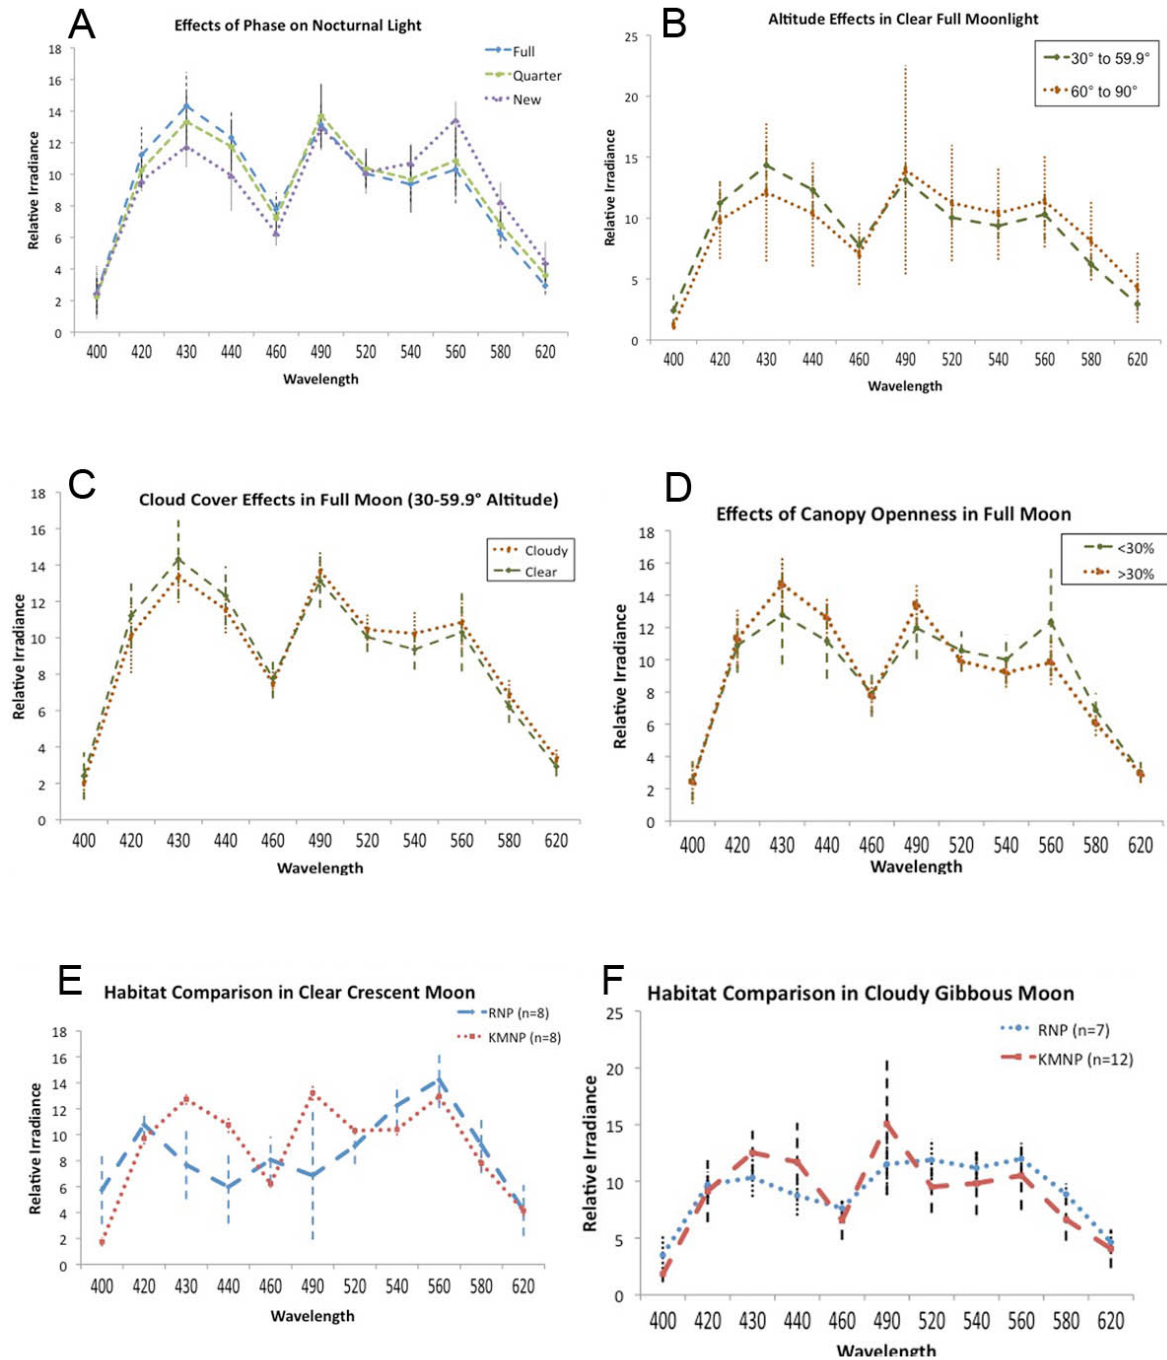 A
Effects of Phase on Nocturnal Light
Full
Quarter
New
18
16
14
12
10
8
6
4
2
0
Relative Irradiance
400 420 430 440 460 490 520 540 560 580 620
Wavelength
B
Altitude Effects in Clear Full Moonlight
30° to 59.9°
60° to 90°
25
20
15
10
5
0
Relative Irradiance
400 420 430 440 460 490 520 540 560 580 620
Wavelength
C
Cloud Cover Effects in Full Moon (30-59.9° Altitude)
Cloudy
Clear
18
16
14
12
10
8
6
4
2
0
Relative Irradiance
400 420 430 440 460 490 520 540 560 580 620
Wavelength
D
Effects of Canopy Openness in Full Moon
<30%
>30%
18
16
14
12
10
8
6
4
2
0
Relative Irradiance
400 420 430 440 460 490 520 540 560 580 620
Wavelength
E
Habitat Comparison in Clear Crescent Moon
RNP (n=8)
KMNP (n=8)
18
16
14
12
10
8
6
4
2
0
Relative Irradiance
400 420 430 440 460 490 520 540 560 580 620
Wavelength
F
Habitat Comparison in Cloudy Gibbous Moon
RNP (n=7)
KMNP (n=12)
25
20
15
10
5
0
Relative Irradiance
400 420 430 440 460 490 520 540 560 580 620
Wavelength